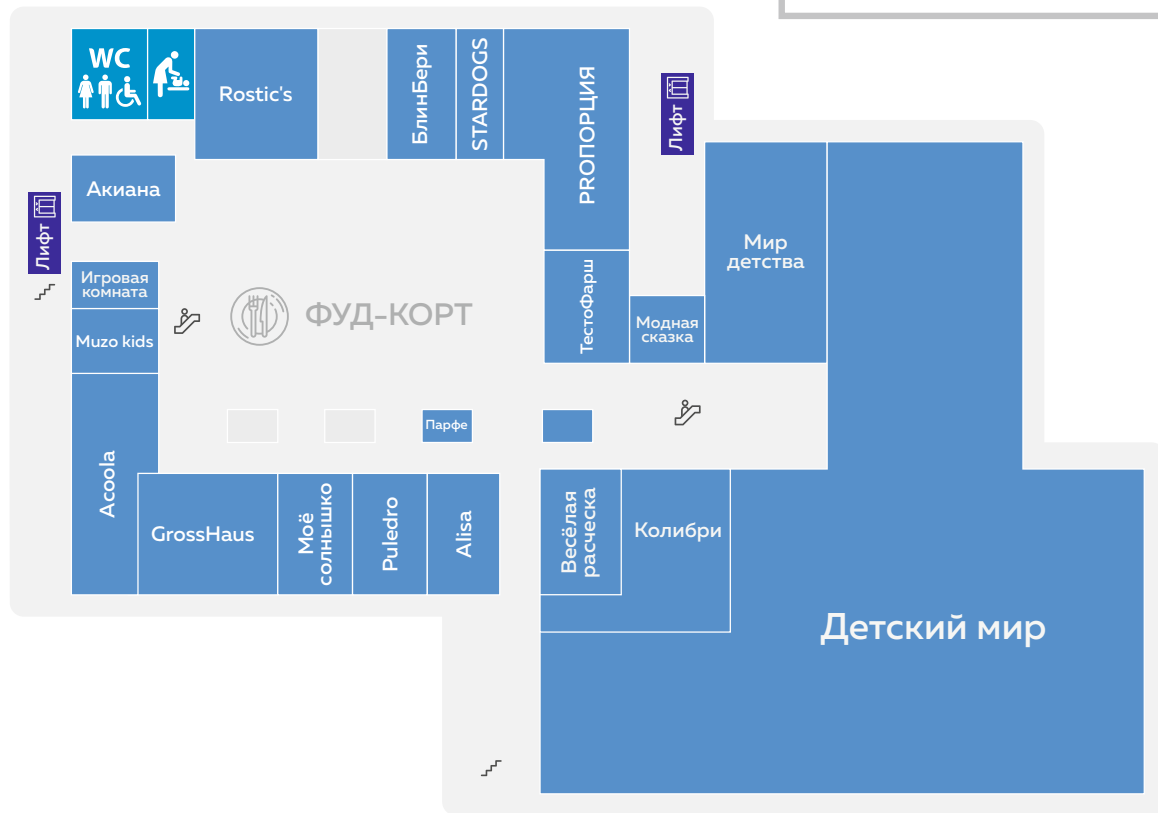 WC
Rostic's
БлинБери
STARDOGS
PROПОРЦИЯ
Лифт
Акиана
Лифт
Мир
детства
Игровая
комната
ФУД-КОРТ
ТестоФарш
Модная
сказка
Muzo kids
Парфе
Acoola
GrossHaus
Моё
солнышко
Puledro
Alisa
Весёлая
расческа
Колибри
Детский мир